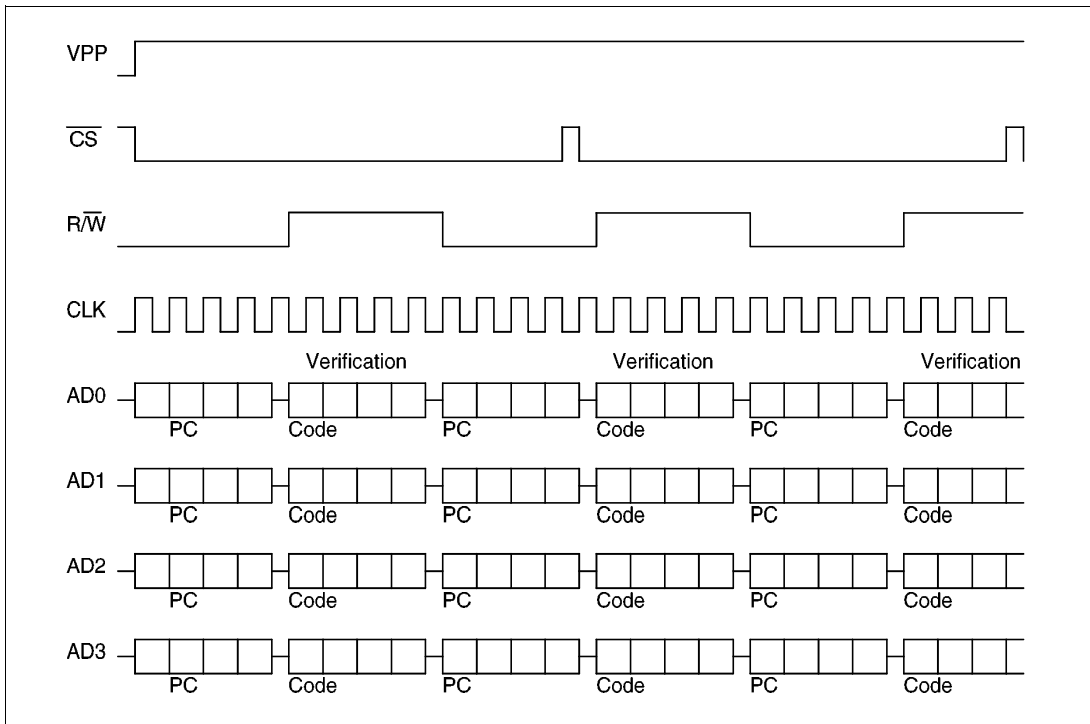 VPP
C̅S̅
R/W̅
CLK
Verification Verification Verification
AD0
PC Code PC Code PC Code
AD1
PC Code PC Code PC Code
AD2
PC Code PC Code PC Code
AD3
PC Code PC Code PC Code